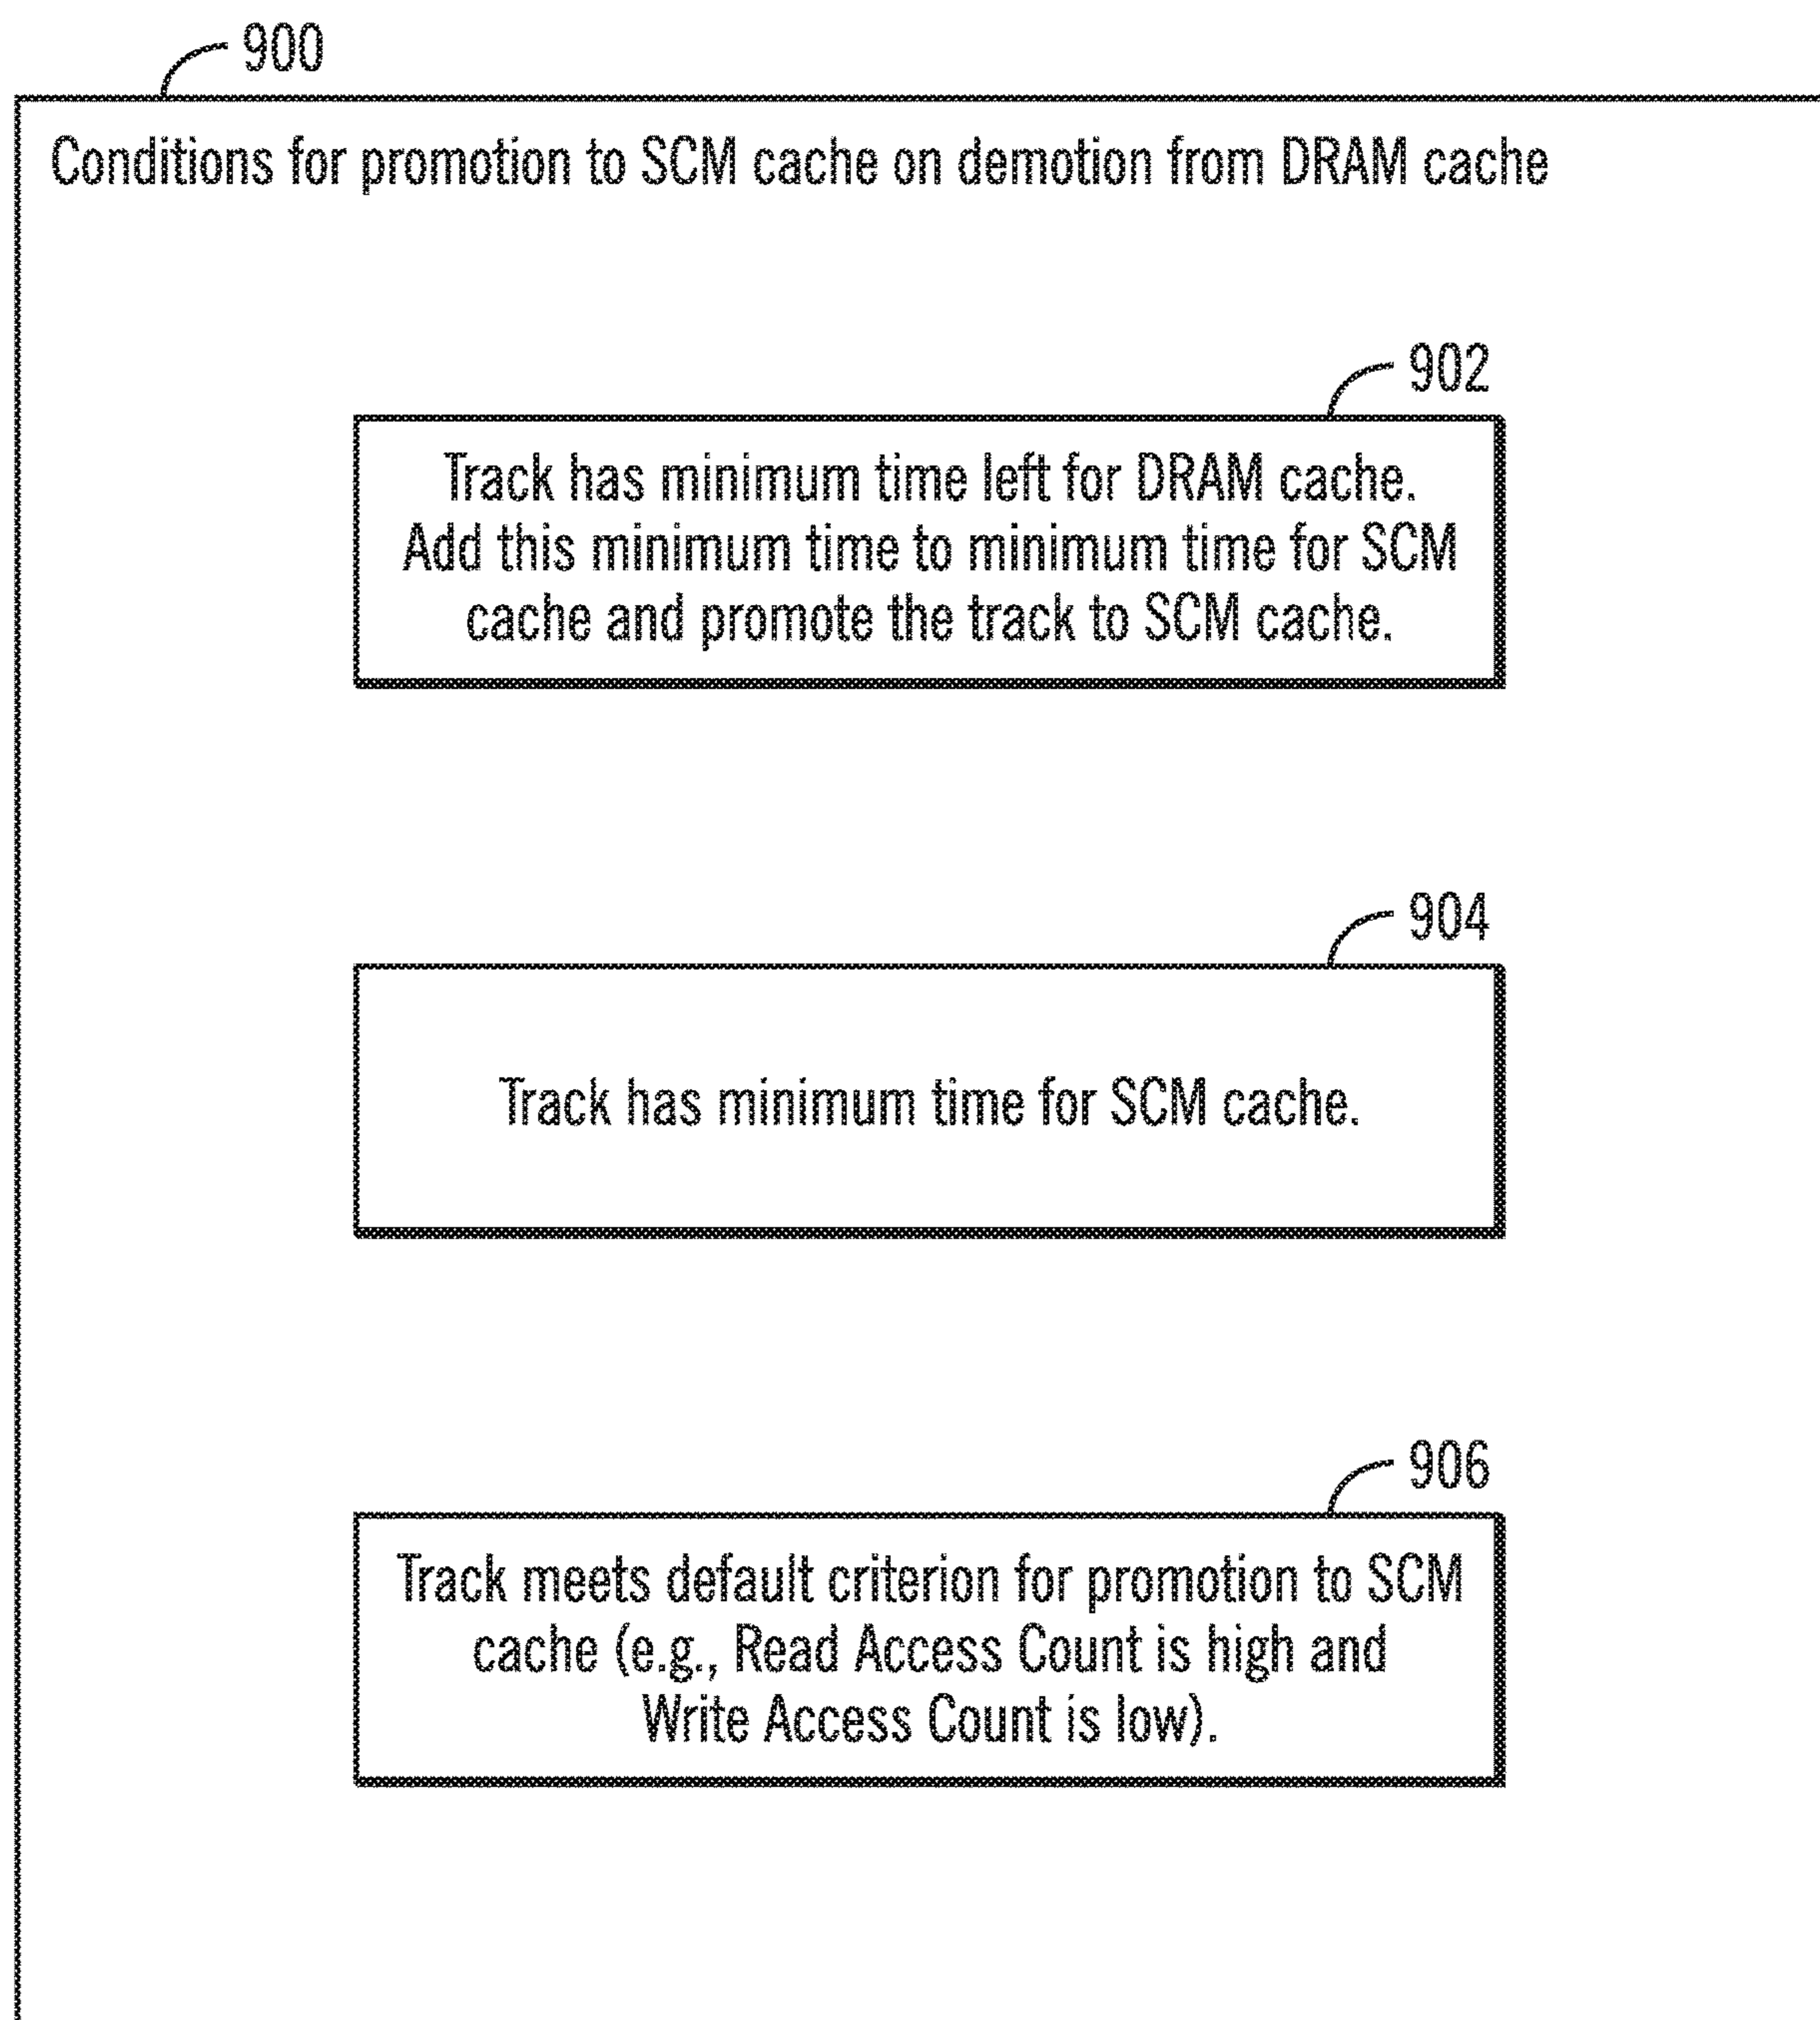 900
Conditions for promotion to SCM cache on demotion from DRAM cache
902
Track has minimum time left for DRAM cache.
Add this minimum time to minimum time for SCM
cache and promote the track to SCM cache.
904
Track has minimum time for SCM cache.
906
Track meets default criterion for promotion to SCM
cache (e.g., Read Access Count is high and
Write Access Count is low).